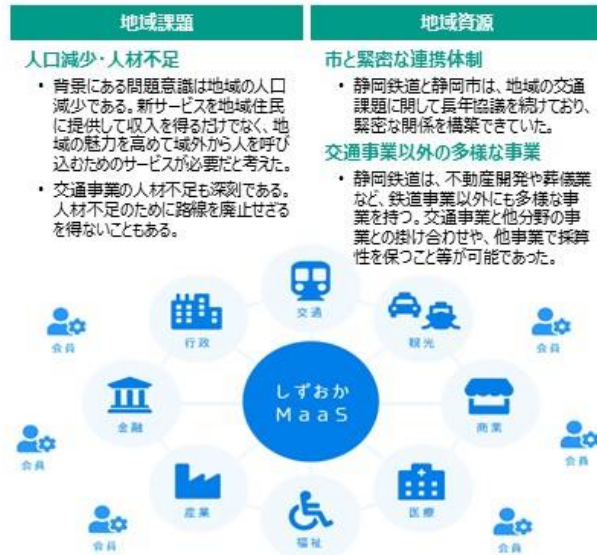 地域課題
人口減少・人材不足
• 背景にある問題意識は地域の人口
減少である。新サービスを地域住民
に提供して収入を得るだけでなく、地
域の魅力を高めて域外から人を呼び
込むためのサービスが必要だと考えた。
• 交通事業の人材不足も深刻である。
人材不足のために路線を廃止せざる
を得ないこともある。
地域資源
市と緊密な連携体制
• 静岡鉄道と静岡市は、地域の交通
課題に関して長年協議を続けており、
緊密な関係を構築できていた。
交通事業以外の多様な事業
• 静岡鉄道は、不動産開発や葬儀業
など、鉄道事業以外にも多様な事
業を持つ。交通事業と他分野の事
業との掛け合わせや、他事業で採算
性を保つこと等が可能であった。
交通
行政
観光
会員
会員
しずおか
MaaS
金融
商業
会員
会員
産業
医療
福祉
会員
会員